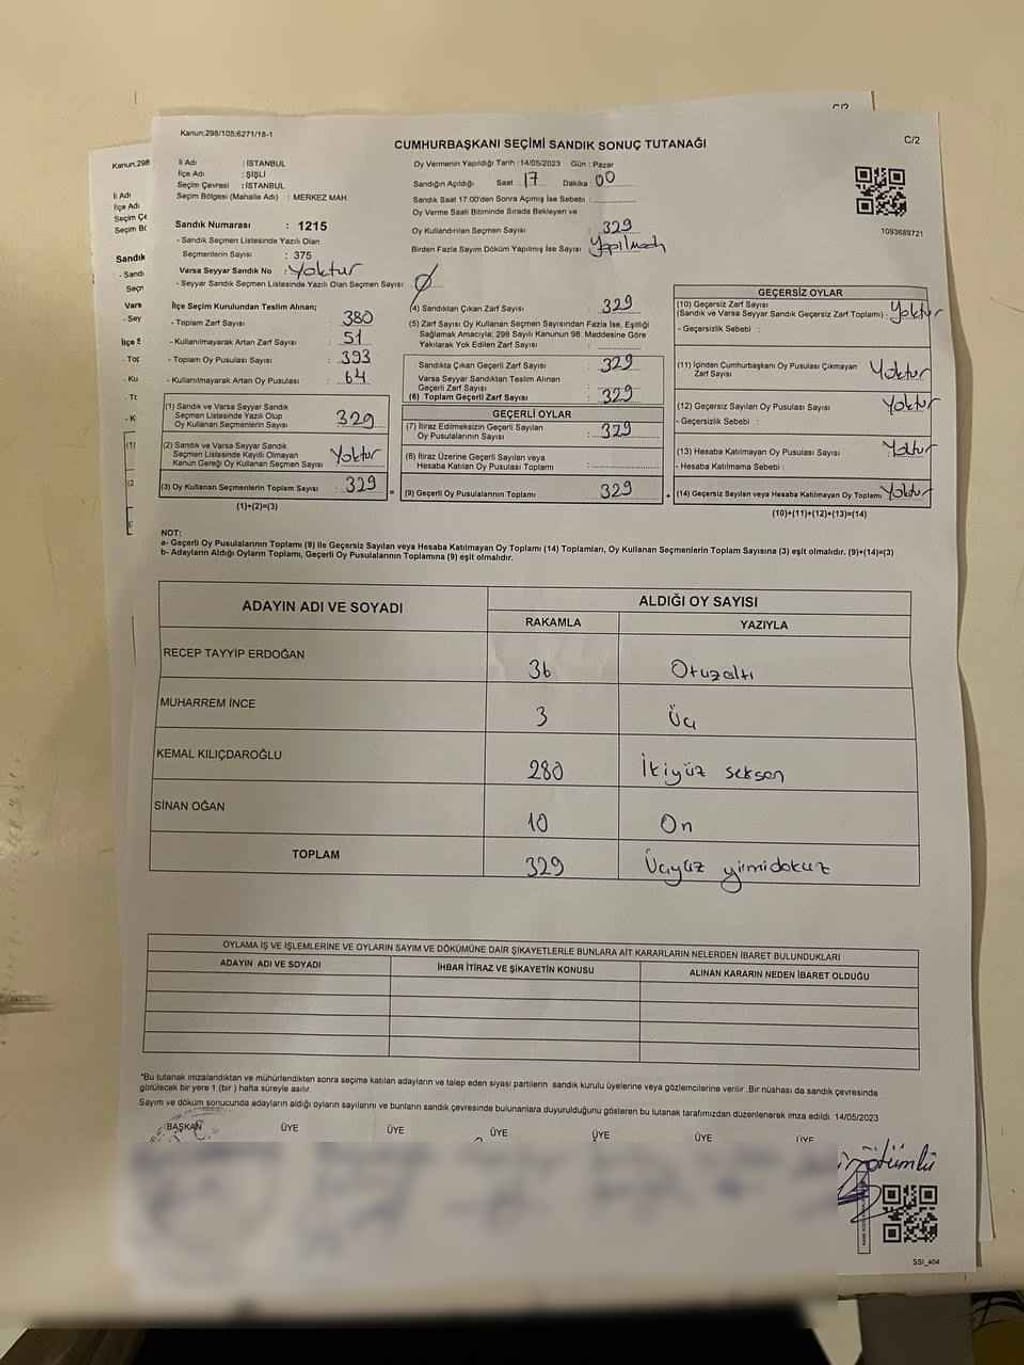 C/2
Kanun:298/105;6271/18-1
CUMHURBAŞKANI SEÇİMİ SANDIK SONUÇ TUTANAĞI
C/2
Kanun:298
İl Adı
İlçe Adı
Seçim Çe
Seçim Bö
Sandık
- Sandı
Seçn
Vars
- Sey
İlçe S
- Top
- Ku
- To
- K
(1)
(2
İl Adı : İSTANBUL
İlçe Adı : ŞİŞLİ
Seçim Çevresi : İSTANBUL
Seçim Bölgesi (Mahalle Adı) : MERKEZ MAH.
Sandık Numarası : 1215
- Sandık Seçmen Listesinde Yazılı Olan
Seçmenlerin Sayısı : 375
Varsa Seyyar Sandık No : Yoktur
- Seyyar Sandık Seçmen Listesinde Yazılı Olan Seçmen Sayısı
Oy Vermenin Yapıldığı Tarih : 14/05/2023 Gün : Pazar
Sandığın Açıldığı Saat 17 Dakika 00
Sandık Saat 17:00'den Sonra Açılmış İse Sebebi :
Oy Verme Saati Bitiminde Sırada Bekleyen ve
Oy Kullandırılan Seçmen Sayısı : 329
Birden Fazla Sayım Döküm Yapılmış İse Sayısı : Yapılmadı
1093689721
İlçe Seçim Kurulundan Teslim Alınan;
- Toplam Zarf Sayısı : 380
- Kullanılmayarak Artan Zarf Sayısı : 51
- Toplam Oy Pusulası Sayısı : 393
- Kullanılmayarak Artan Oy Pusulası : 64
(1) Sandık ve Varsa Seyyar Sandık
Seçmen Listesinde Yazılı Olup
Oy Kullanan Seçmenlerin Sayısı 329
(2) Sandık ve Varsa Seyyar Sandık
Seçmen Listesinde Kaydı Olmayan
Kanun Gereği Oy Kullanan Seçmen Sayısı Yoktur
(3) Oy Kullanan Seçmenlerin Toplam Sayısı : 329
(1)+(2)=(3)
(4) Sandıktan Çıkan Zarf Sayısı : 329
(5) Zarf Sayısı Oy Kullanan Seçmen Sayısından Fazla İse, Eşitliği
Sağlamak Amacıyla; 298 Sayılı Kanunun 98. Maddesine Göre
Yakılarak Yok Edilen Zarf Sayısı :
Sandıkta Çıkan Geçerli Zarf Sayısı : 329
Varsa Seyyar Sandıktan Teslim Alınan
Geçerli Zarf Sayısı
(6) Toplam Geçerli Zarf Sayısı : 329
GEÇERLİ OYLAR
(7) İtiraz Edilmeksizin Geçerli Sayılan
Oy Pusulalarının Sayısı : 329
(8) İtiraz Üzerine Geçerli Sayılan veya
Hesaba Katılan Oy Pusulası Toplamı :
= (9) Geçerli Oy Pusulalarının Toplamı 329
GEÇERSİZ OYLAR
(10) Geçersiz Zarf Sayısı
(Sandık ve Varsa Seyyar Sandık Geçersiz Zarf Toplamı) : Yoktur
- Geçersizlik Sebebi :
(11) İçinden Cumhurbaşkanı Oy Pusulası Çıkmayan
Zarf Sayısı Yoktur
(12) Geçersiz Sayılan Oy Pusulası Sayısı Yoktur
- Geçersizlik Sebebi :
(13) Hesaba Katılmayan Oy Pusulası Sayısı : Yoktur
- Hesaba Katılmama Sebebi :
+ (14) Geçersiz Sayılan veya Hesaba Katılmayan Oy Toplamı Yoktur
(10)+(11)+(12)+(13)=(14)
NOT:
a- Geçerli Oy Pusulalarının Toplamı (9) ile Geçersiz Sayılan veya Hesaba Katılmayan Oy Toplamı (14) Toplamları, Oy Kullanan Seçmenlerin Toplam Sayısına (3) eşit olmalıdır. (9)+(14)=(3)
b- Adayların Aldığı Oyların Toplamı, Geçerli Oy Pusulalarının Toplamına (9) eşit olmalıdır.
ADAYIN ADI VE SOYADI ALDIĞI OY SAYISI
RAKAMLA YAZIYLA
RECEP TAYYİP ERDOĞAN 36 Otuzaltı
MUHARREM İNCE 3 Üç
KEMAL KILIÇDAROĞLU 280 İkiyüz seksen
SİNAN OĞAN 10 On
TOPLAM 329 Üçyüz yirmidokuz
OYLAMA İŞ VE İŞLEMLERİNE VE OYLARIN SAYIM VE DÖKÜMÜNE DAİR ŞİKAYETLERLE BUNLARA AİT KARARLARIN NELERDEN İBARET BULUNDUKLARI
ADAYIN ADI VE SOYADI İHBAR İTİRAZ VE ŞİKAYETİN KONUSU ALINAN KARARIN NEDEN İBARET OLDUĞU
"Bu tutanak imzalandıktan ve mühürlendikten sonra seçime katılan adayların ve talep eden siyasi partilerin sandık kurulu üyelerine veya gözlemcilerine verilir. Bir nüshası da sandık çevresinde
görülecek bir yere 1 (bir) hafta süreyle asılır.
Sayım ve döküm sonucunda adayların aldığı oyların sayılarını ve bunların sandık çevresinde bulunanlara duyurulduğunu gösteren bu tutanak tarafımızdan düzenlenerek imza edildi. 14/05/2023
BAŞKAN ÜYE ÜYE ÜYE ÜYE ÜYE ÜYE
SSI_404